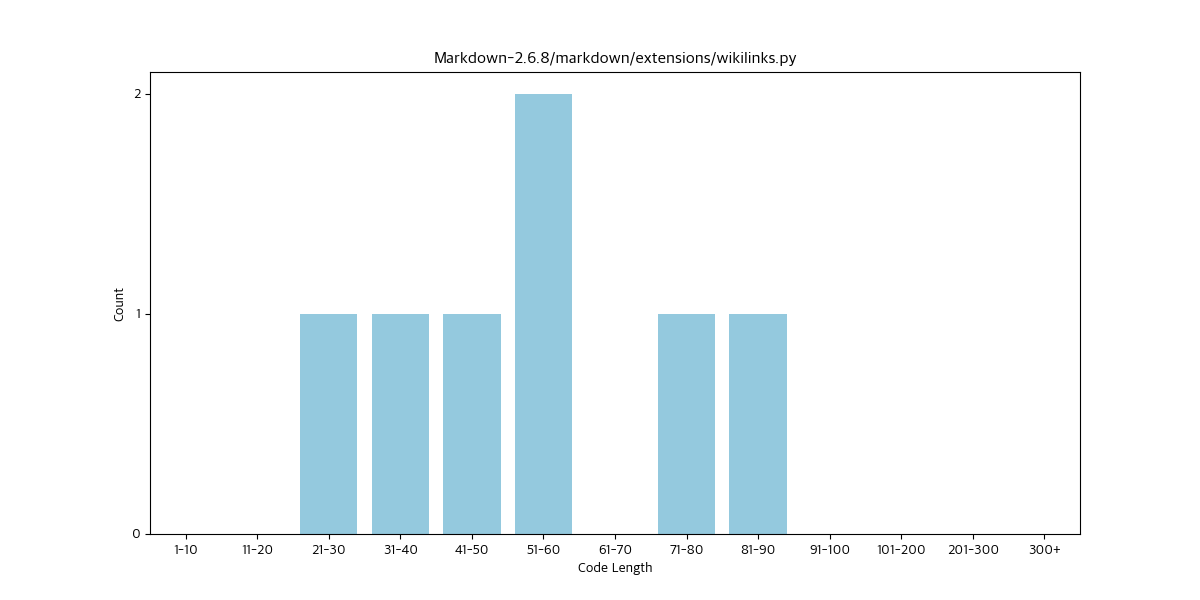 Markdown-2.6.8/markdown/extensions/wikilinks.py
2
1
0
Count
1-10 11-20 21-30 31-40 41-50 51-60 61-70 71-80 81-90 91-100 101-200 201-300 300+
Code Length